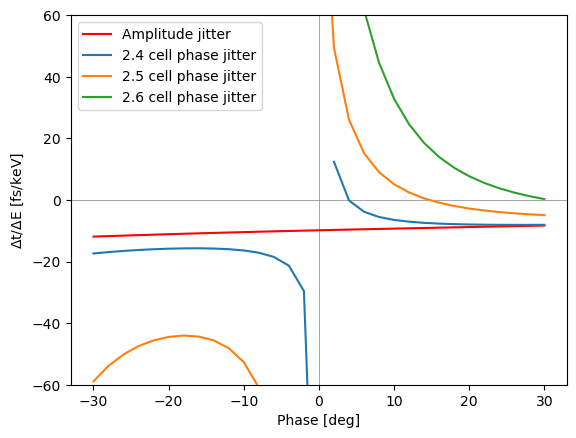 Amplitude jitter
2.4 cell phase jitter
2.5 cell phase jitter
2.6 cell phase jitter
60
40
20
0
−20
−40
−60
Δt/ΔE [fs/keV]
−30 −20 −10 0 10 20 30
Phase [deg]